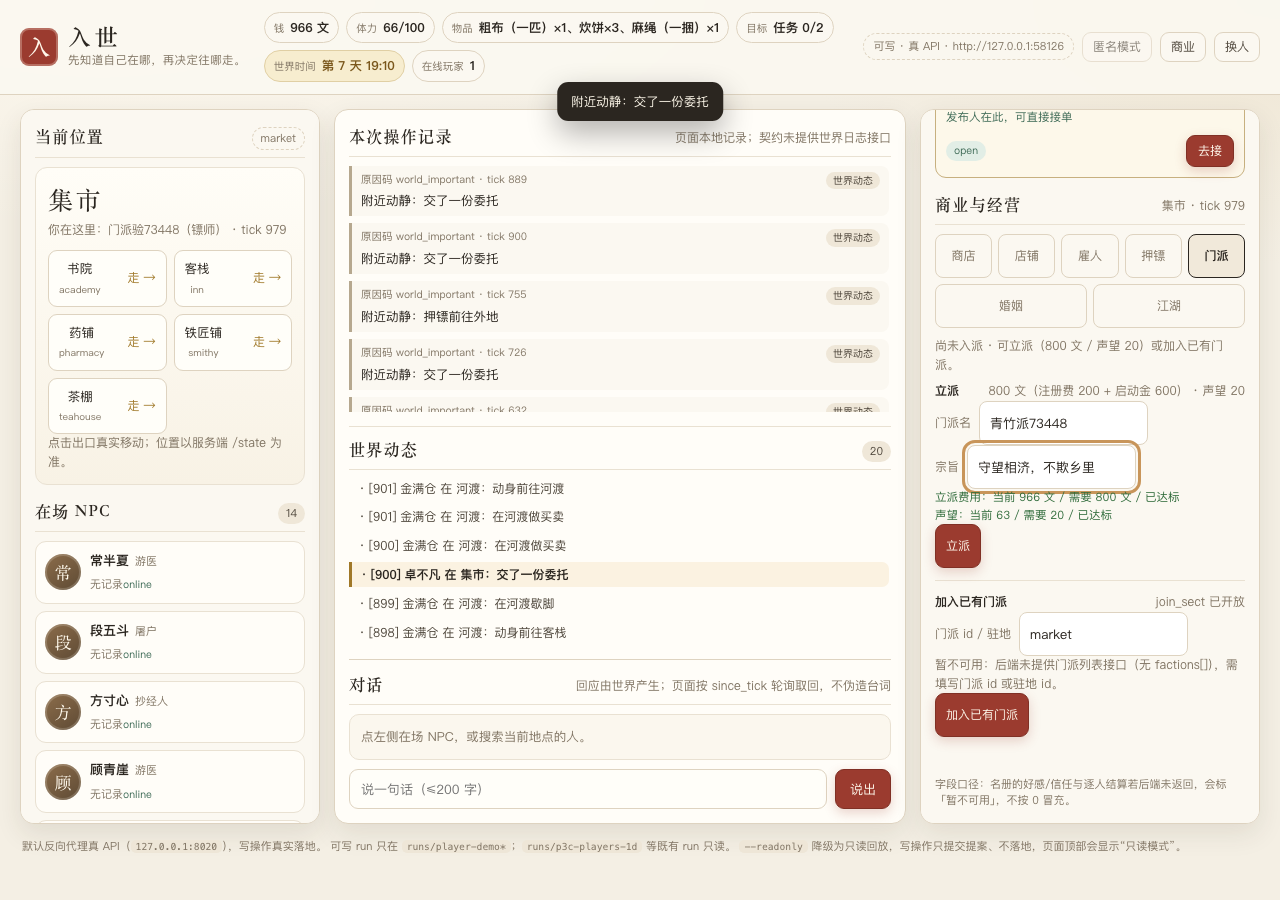 入
入世
先知道自己在哪，再决定往哪走。
钱 966 文
体力 66/100
物品 粗布（一匹）×1、炊饼×3、麻绳（一捆）×1
目标 任务 0/2
世界时间 第 7 天 19:10
在线玩家 1
可写 · 真 API · http://127.0.0.1:58126
匿名模式
商业
换人
附近动静：交了一份委托
当前位置
market
集市
你在这里：门派验73448（镖师） · tick 979
书院
academy
走 →
客栈
inn
走 →
药铺
pharmacy
走 →
铁匠铺
smithy
走 →
茶棚
teahouse
走 →
点击出口真实移动；位置以服务端 /state 为
准。
在场 NPC
14
常
常半夏 游医
无记录online
段
段五斗 屠户
无记录online
方
方寸心 抄经人
无记录online
顾
顾青崖 游医
无记录online
本次操作记录
页面本地记录；契约未提供世界日志接口
原因码 world_important · tick 889
世界动态
附近动静：交了一份委托
原因码 world_important · tick 900
世界动态
附近动静：交了一份委托
原因码 world_important · tick 755
世界动态
附近动静：押镖前往外地
原因码 world_important · tick 726
世界动态
附近动静：交了一份委托
原因码 world_important · tick 632
世界动态
世界动态
20
· [901] 金满仓 在 河渡：动身前往河渡
· [901] 金满仓 在 河渡：在河渡做买卖
· [900] 金满仓 在 河渡：在河渡做买卖
· [900] 卓不凡 在 集市：交了一份委托
· [899] 金满仓 在 河渡：在河渡歇脚
· [898] 金满仓 在 河渡：动身前往客栈
对话
回应由世界产生；页面按 since_tick 轮询取回，不伪造台词
点左侧在场 NPC，或搜索当前地点的人。
说一句话（≤200 字）
说出
发布人在此，可直接接单
open
去接
商业与经营
集市 · tick 979
商店
店铺
雇人
押镖
门派
婚姻
江湖
尚未入派 · 可立派（800 文 / 声望 20）或加入已有门
派。
立派
800 文（注册费 200 + 启动金 600） · 声望 20
门派名
青竹派73448
宗旨
守望相济，不欺乡里
立派费用：当前 966 文 / 需要 800 文 / 已达标
声望：当前 63 / 需要 20 / 已达标
立派
加入已有门派
join_sect 已开放
门派 id / 驻地
market
暂不可用：后端未提供门派列表接口（无 factions[]），需
填写门派 id 或驻地 id。
加入已有门派
字段口径：名册的好感/信任与逐人结算若后端未返回，会标
「暂不可用」，不按 0 冒充。
默认反向代理真 API（ 127.0.0.1:8020 ），写操作真实落地。 可写 run 只在 runs/player-demo* ； runs/p3c-players-1d 等既有 run 只读。 --readonly 降级为只读回放，写操作只提交提案、不落地，页面顶部会显示“只读模式”。